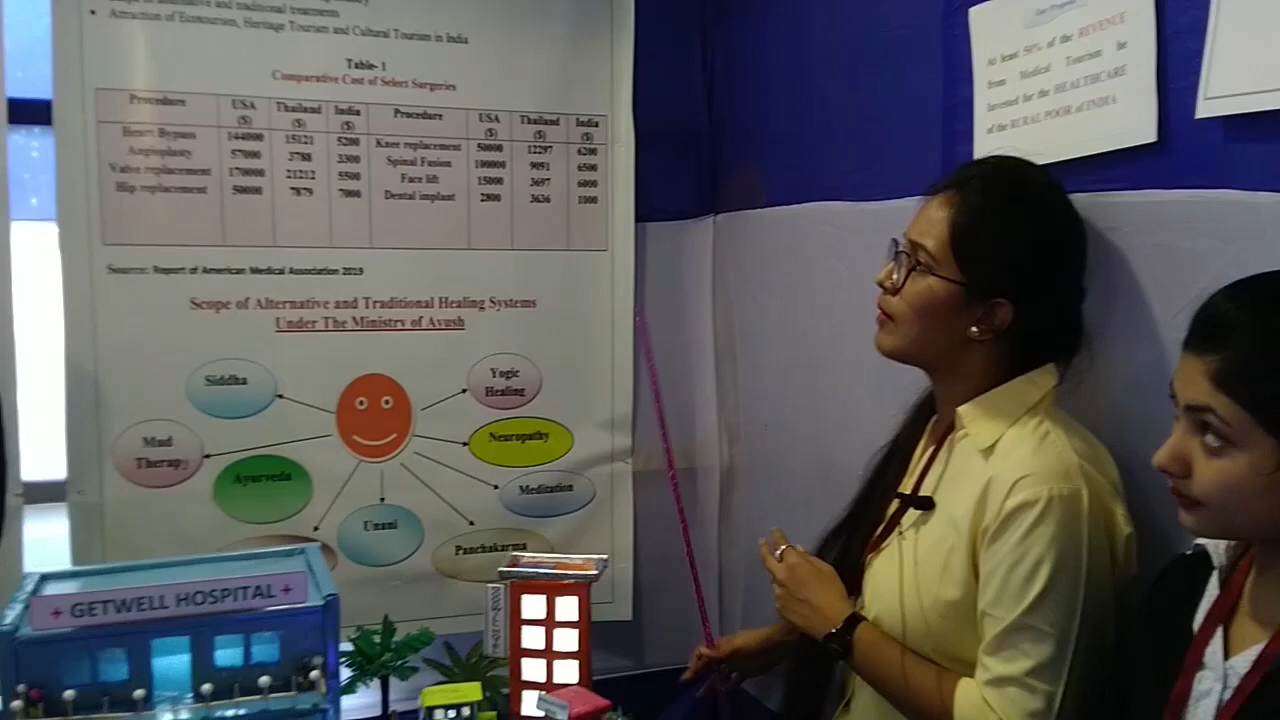 of alternative and traditional treatments
• Attraction of Ecotourism, Heritage Tourism and Cultural Tourism in India
Table- 1
Comparative Cost of Select Surgeries
Procedure USA ($) Thailand ($) India ($) Procedure USA ($) Thailand ($) India ($)
Heart Bypass 144000 15121 5200 Knee replacement 50000 12297 6200
Angioplasty 57000 3788 3300 Spinal Fusion 100000 9091 6500
Valve replacement 170000 21212 5500 Face lift 15000 3697 6000
Hip replacement 50000 7879 7000 Dental implant 2800 3636 1000
Source: Report of American Medical Association 2019
Scope of Alternative and Traditional Healing Systems
Under The Ministry of Ayush
Siddha
Yogic
Healing
Mud
Therapy
Neuropathy
Ayurveda
Meditation
Unani
Panchakarma
+ GETWELL HOSPITAL +
At least 50% of the REVENUE
from Medical Tourism be
Invested for the HEALTHCARE
of the RURAL POOR of INDIA